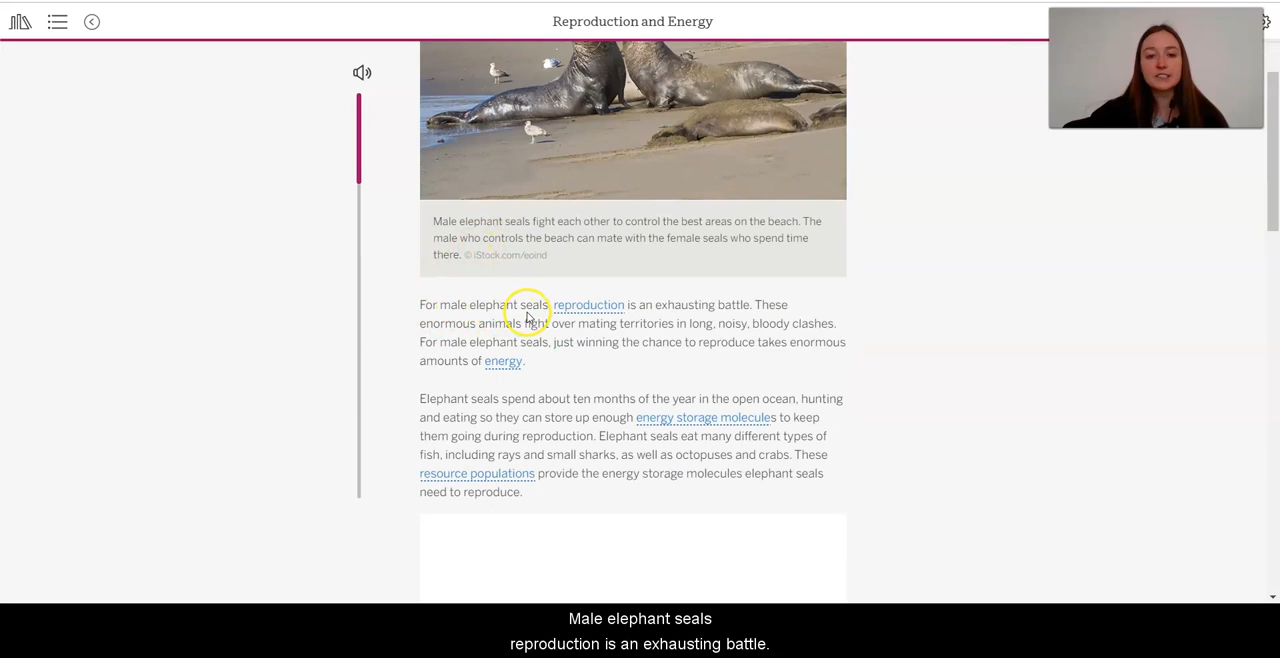 Reproduction and Energy
Male elephant seals fight each other to control the best areas on the beach. The
male who controls the beach can mate with the female seals who spend time
there. © iStock.com/eoind
For male elephant seals, reproduction is an exhausting battle. These
enormous animals fight over mating territories in long, noisy, bloody clashes.
For male elephant seals, just winning the chance to reproduce takes enormous
amounts of energy.
Elephant seals spend about ten months of the year in the open ocean, hunting
and eating so they can store up enough energy storage molecules to keep
them going during reproduction. Elephant seals eat many different types of
fish, including rays and small sharks, as well as octopuses and crabs. These
resource populations provide the energy storage molecules elephant seals
need to reproduce.
Male elephant seals
reproduction is an exhausting battle.